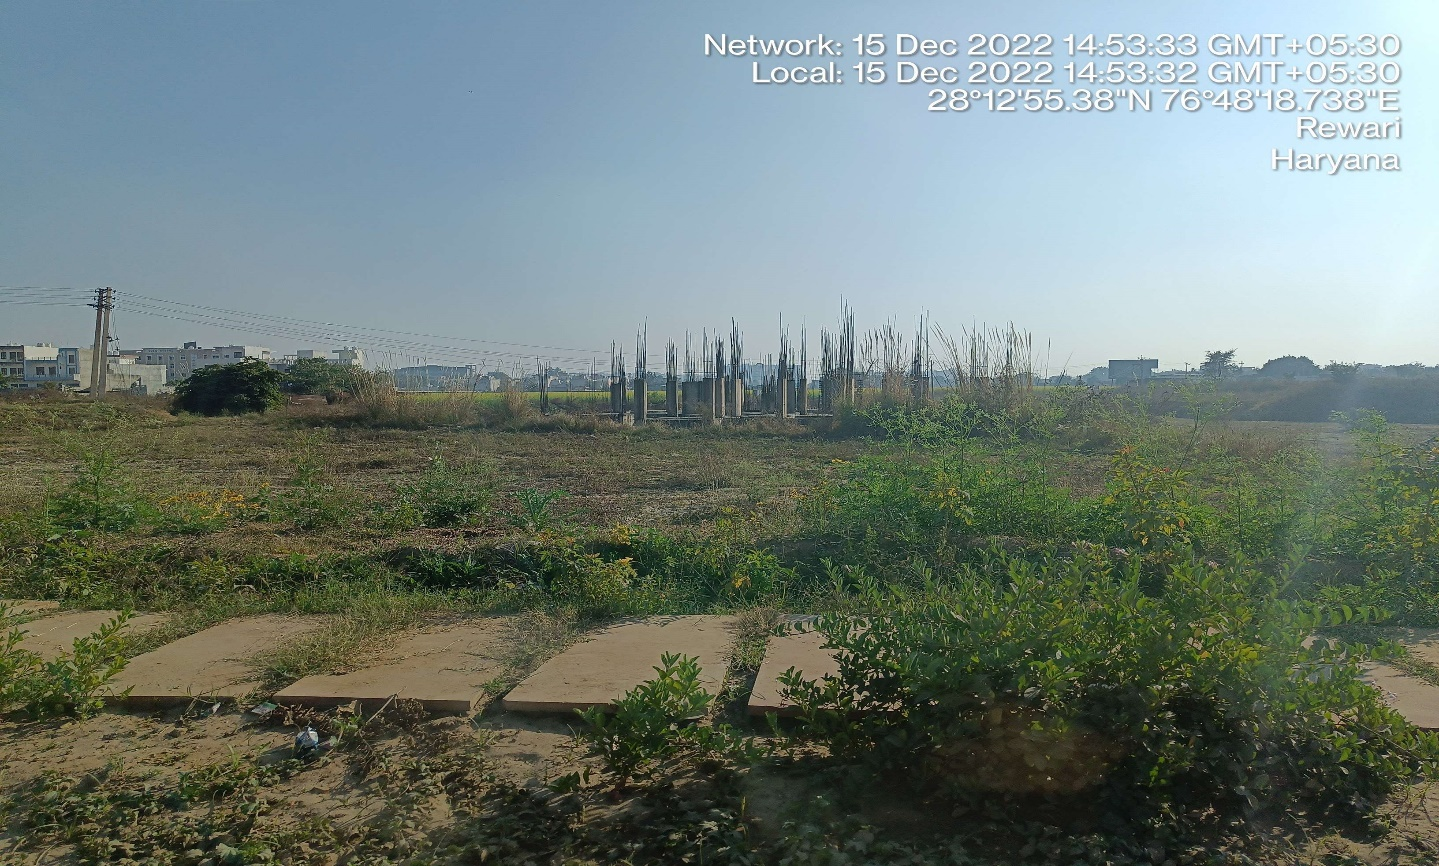 Network: 15 Dec 2022 14:53:33 GMT+05:30
Local: 15 Dec 2022 14:53:32 GMT+05:30
28°12'55.38"N 76°48'18.738"E
Rewari
Haryana